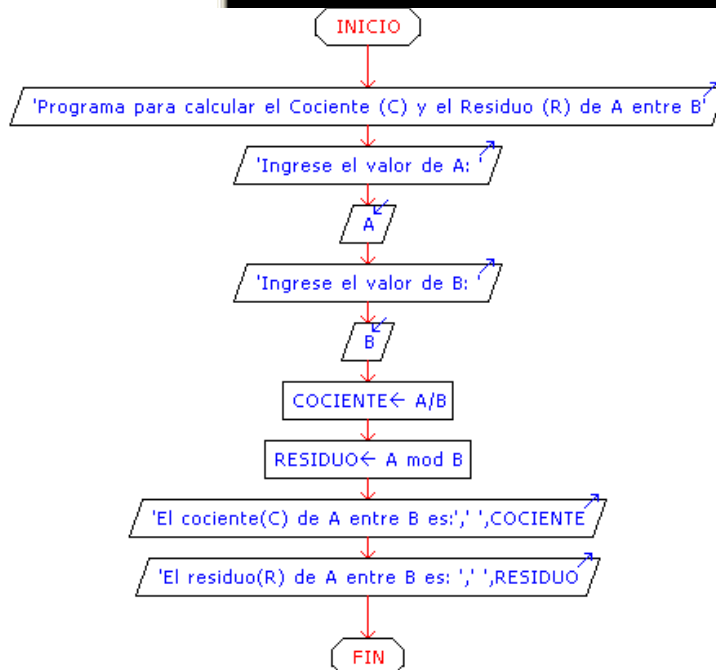 INICIO
'Programa para calcular el Cociente (C) y el Residuo (R) de A entre B'
'Ingrese el valor de A: '
A
'Ingrese el valor de B: '
B
COCIENTE← A/B
RESIDUO← A mod B
'El cociente(C) de A entre B es:',' ',COCIENTE
'El residuo(R) de A entre B es: ',' ',RESIDUO
FIN